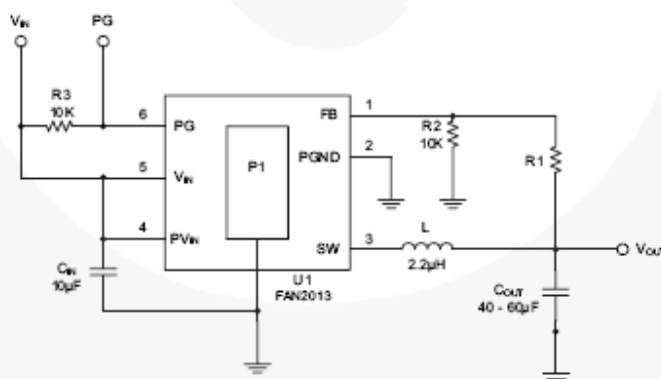 VIN
PG
R3
10K
6
PG
FB
1
R2
10K
R1
PGND
2
5
VIN
P1
4
PVIN
SW
3
L
2.2µH
VOUT
CIN
10µF
U1
FAN2013
COUT
40 - 60µF